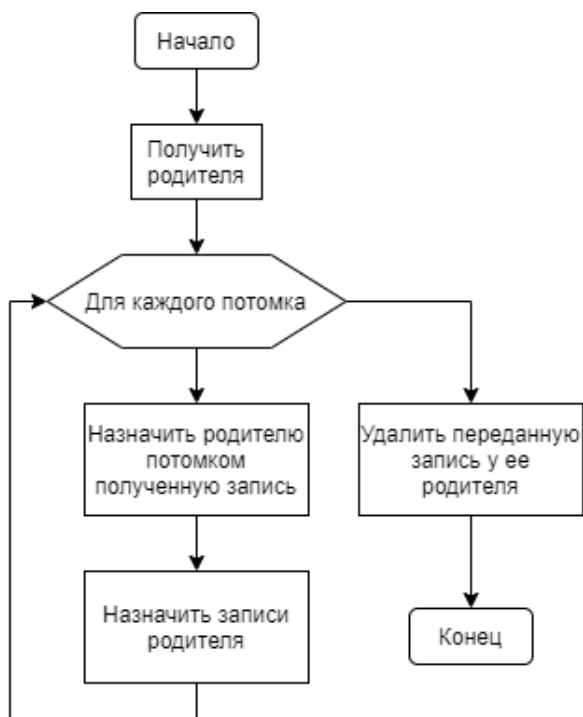 Начало
Получить
родителя
Для каждого потомка
Назначить родителю
потомком
полученную запись
Удалить переданную
запись у ее
родителя
Назначить записи
родителя
Конец